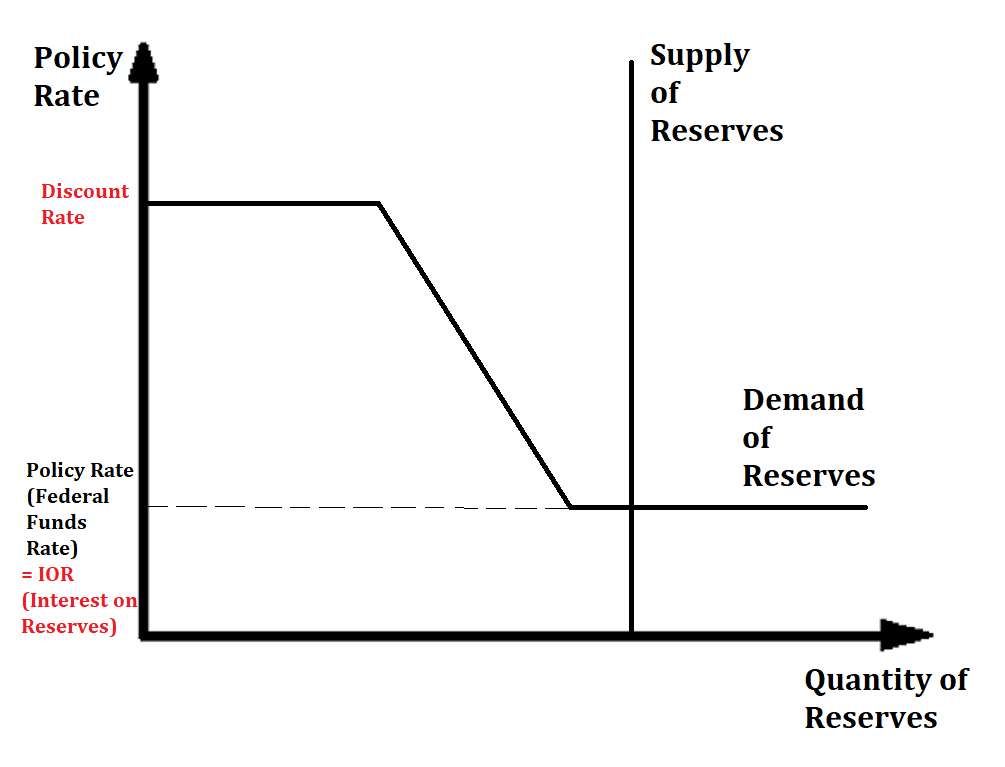 Policy
Rate
Supply
of
Reserves
Discount
Rate
Demand
of
Reserves
Policy Rate
(Federal
Funds
Rate)
= IOR
(Interest on
Reserves)
Quantity of
Reserves